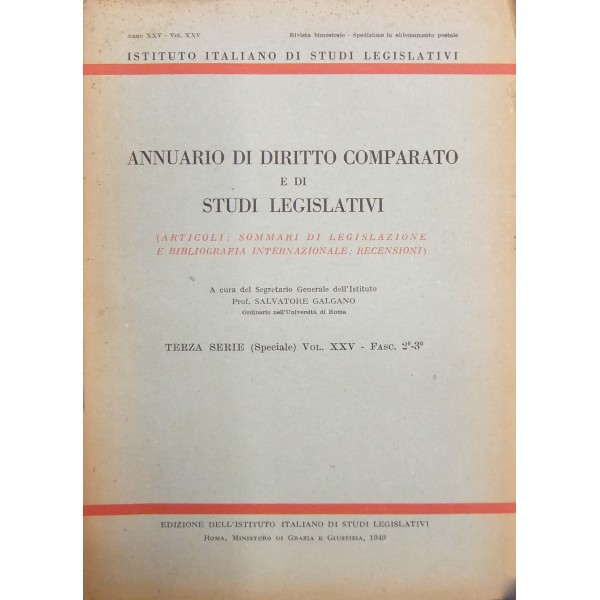 Anno XXV - Vol. XXV Rivista bimestrale - Spedizione in abbonamento postale
ISTITUTO ITALIANO DI STUDI LEGISLATIVI
ANNUARIO DI DIRITTO COMPARATO
E DI
STUDI LEGISLATIVI
(ARTICOLI; SOMMARI DI LEGISLAZIONE
E BIBLIOGRAFIA INTERNAZIONALE; RECENSIONI)
A cura del Segretario Generale dell'Istituto
Prof. SALVATORE GALGANO
Ordinario nell'Università di Roma
TERZA SERIE (Speciale) VOL. XXV - FASC. 2º-3º
EDIZIONE DELL'ISTITUTO ITALIANO DI STUDI LEGISLATIVI
ROMA, MINISTERO DI GRAZIA E GIUSTIZIA, 1949